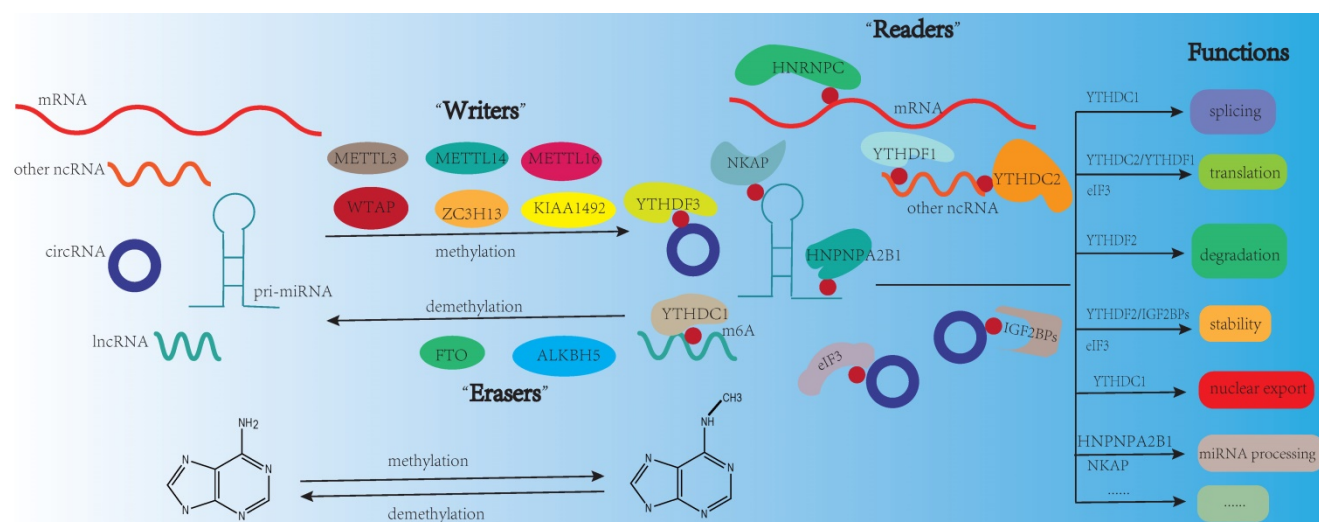 "Readers"
Functions
HNRNPC
mRNA
"Writers"
mRNA
YTHDC1
splicing
METTL3
METTL14
METTL16
NKAP
YTHDF1
YTHDC2
YTHDC2/YTHDF1
eIF3
translation
other ncRNA
WTAP
ZC3H13
KIAA1492
YTHDF3
other ncRNA
circRNA
methylation
HNPNPA2B1
YTHDF2
degradation
pri-miRNA
demethylation
YTHDC1
m6A
IGF2BPs
YTHDF2/IGF2BPs
eIF3
stability
lncRNA
FTO
ALKBH5
eIF3
"Erasers"
YTHDC1
nuclear export
NH2
N
N
N
N
methylation
demethylation
CH3
NH
N
N
N
N
HNPNPA2B1
NKAP
miRNA processing
......
......